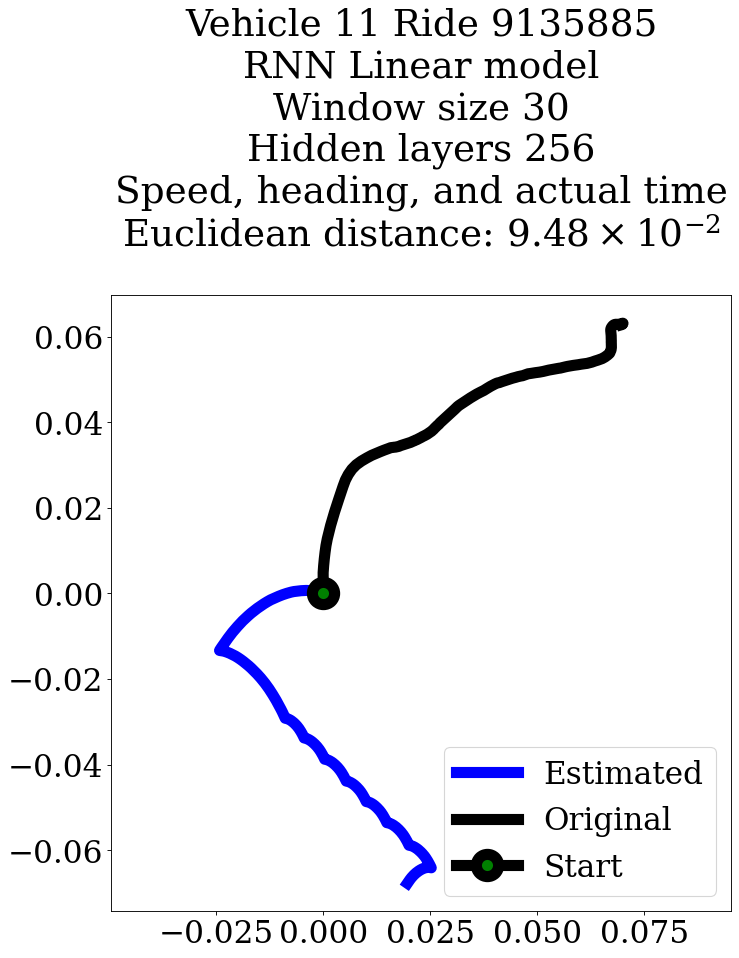 Vehicle 11 Ride 9135885
RNN Linear model
Window size 30
Hidden layers 256
Speed, heading, and actual time
Euclidean distance: 9.48 × 10⁻²
0.06
0.04
0.02
0.00
−0.02
−0.04
−0.06
Estimated
Original
Start
−0.025 0.000 0.025 0.050 0.075